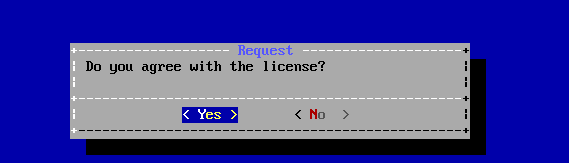 Request
Do you agree with the license?
< Yes > < No >